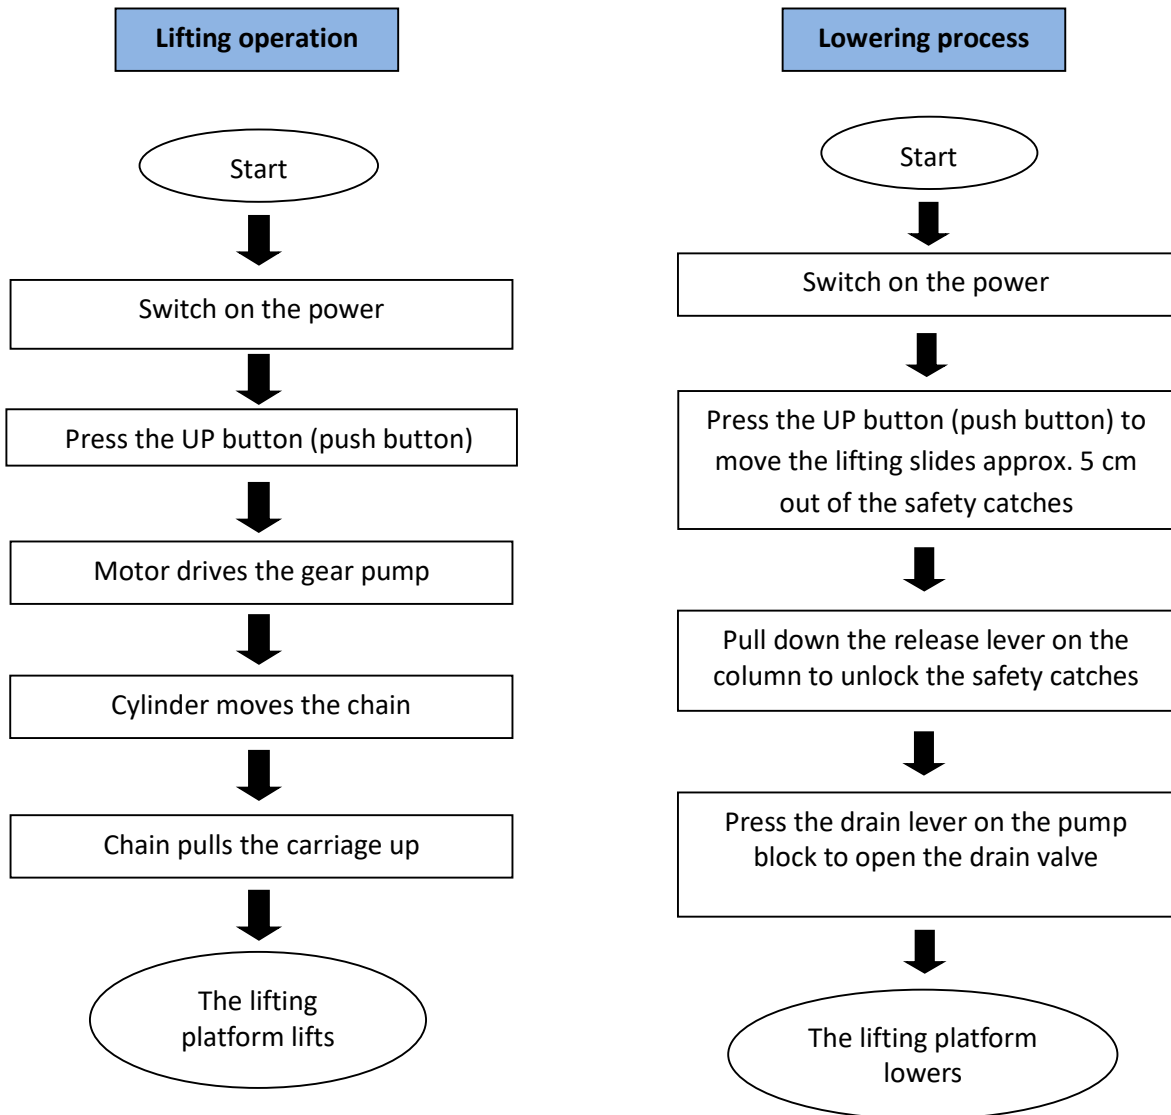 Lifting operation
Start
Switch on the power
Press the UP button (push button)
Motor drives the gear pump
Cylinder moves the chain
Chain pulls the carriage up
The lifting
platform lifts
Lowering process
Start
Switch on the power
Press the UP button (push button) to
move the lifting slides approx. 5 cm
out of the safety catches
Pull down the release lever on the
column to unlock the safety catches
Press the drain lever on the pump
block to open the drain valve
The lifting platform
lowers